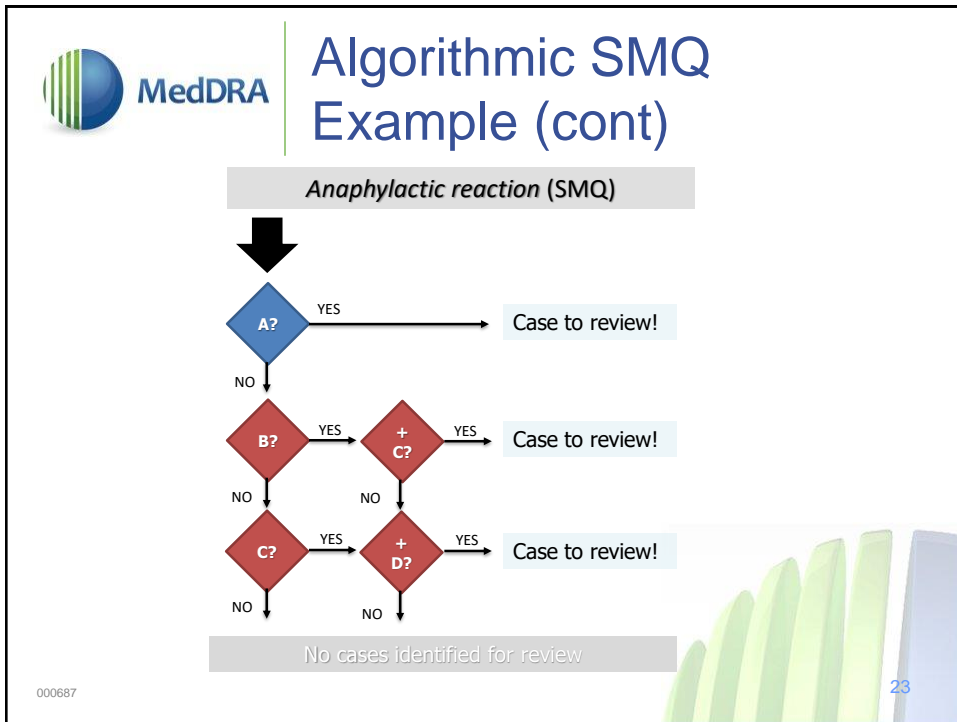 MedDRA
Algorithmic SMQ
Example (cont)
Anaphylactic reaction (SMQ)
A?
YES
Case to review!
NO
B?
YES
+
C?
YES
Case to review!
NO
NO
C?
YES
+
D?
YES
Case to review!
NO
NO
No cases identified for review
000687
23